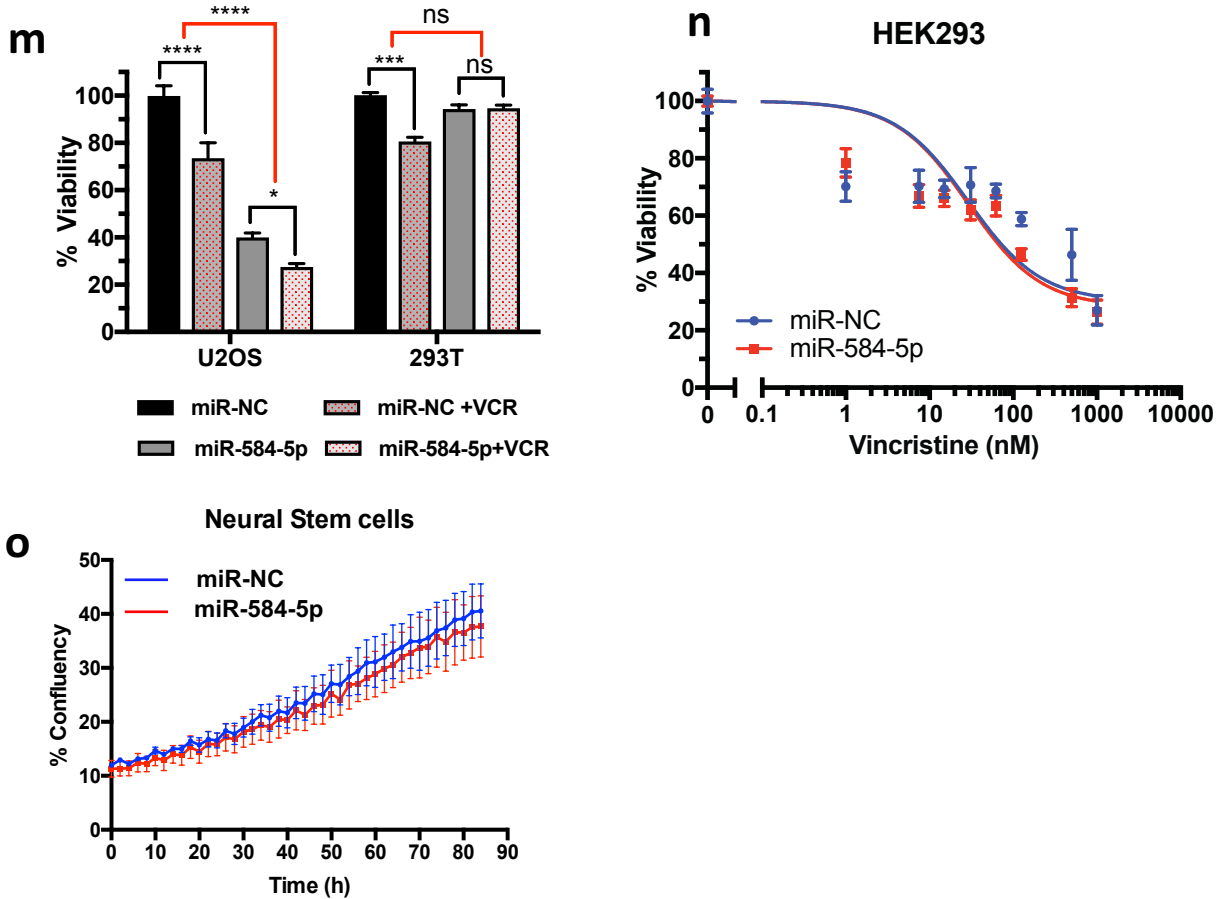 m
****
****
*
ns
***
ns
% Viability
100
80
60
40
20
0
U2OS
293T
miR-NC
miR-NC +VCR
miR-584-5p
miR-584-5p+VCR
n
HEK293
% Viability
100
80
60
40
20
0
miR-NC
miR-584-5p
0
0.1
1
10
100
1000
10000
Vincristine (nM)
o
Neural Stem cells
% Confluency
50
40
30
20
10
0
miR-NC
miR-584-5p
0
10
20
30
40
50
60
70
80
90
Time (h)